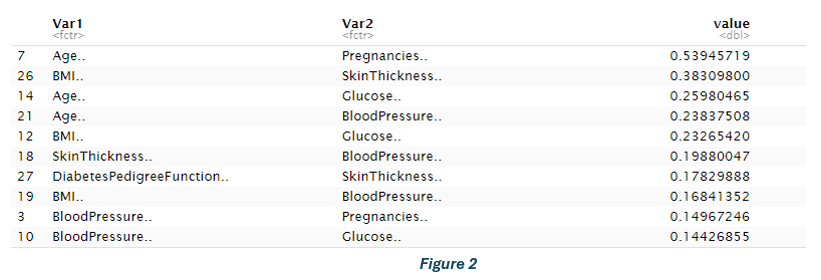 Var1 Var2 value
<fctr> <fctr> <dbl>
7 Age.. Pregnancies.. 0.53945719
26 BMI.. SkinThickness.. 0.38309800
14 Age.. Glucose.. 0.25980465
21 Age.. BloodPressure.. 0.23837508
12 BMI.. Glucose.. 0.23265420
18 SkinThickness.. BloodPressure.. 0.19880047
27 DiabetesPedigreeFunction.. SkinThickness.. 0.17829888
19 BMI.. BloodPressure.. 0.16841352
3 BloodPressure.. Pregnancies.. 0.14967246
10 BloodPressure.. Glucose.. 0.14426855
Figure 2